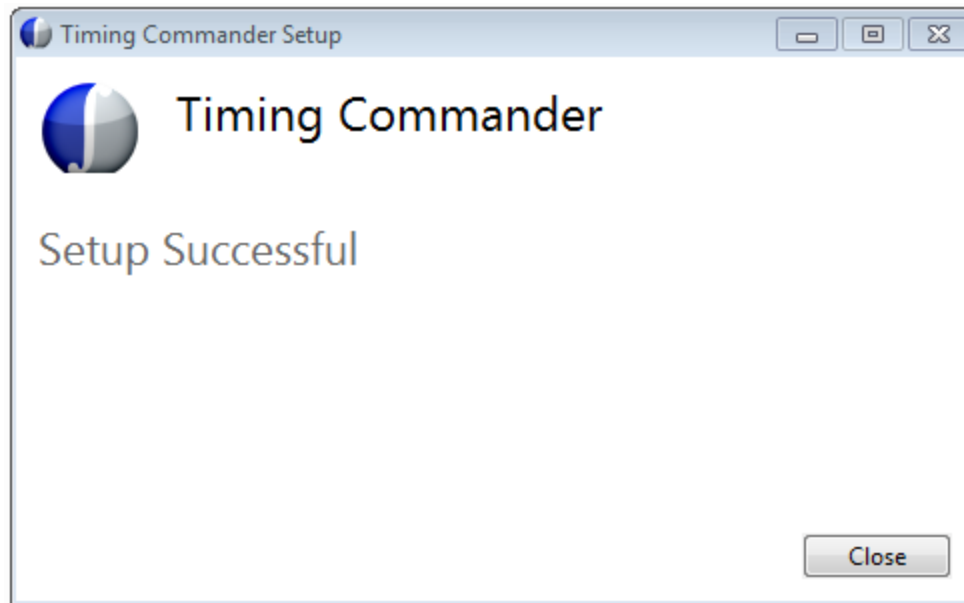 Timing Commander Setup
Timing Commander
Setup Successful
Close